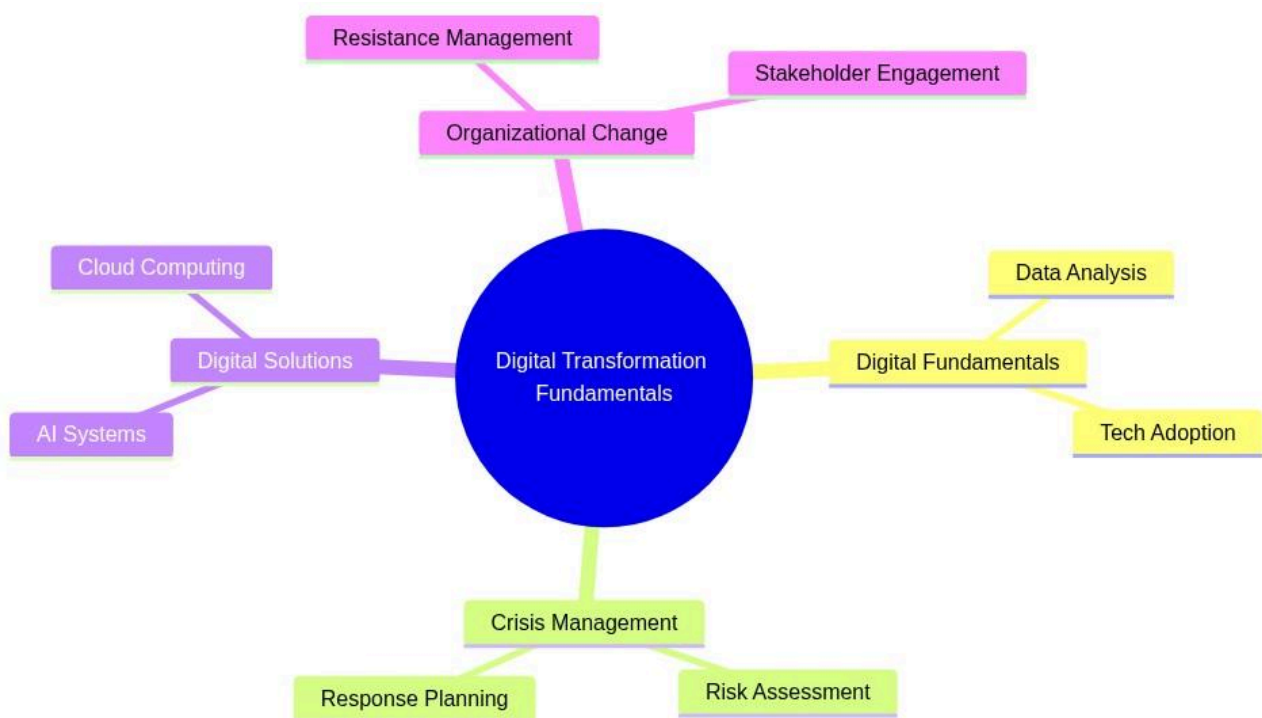 Resistance Management
Stakeholder Engagement
Organizational Change
Cloud Computing
Data Analysis
Digital Solutions
Digital Transformation
Fundamentals
Digital Fundamentals
AI Systems
Tech Adoption
Crisis Management
Response Planning
Risk Assessment